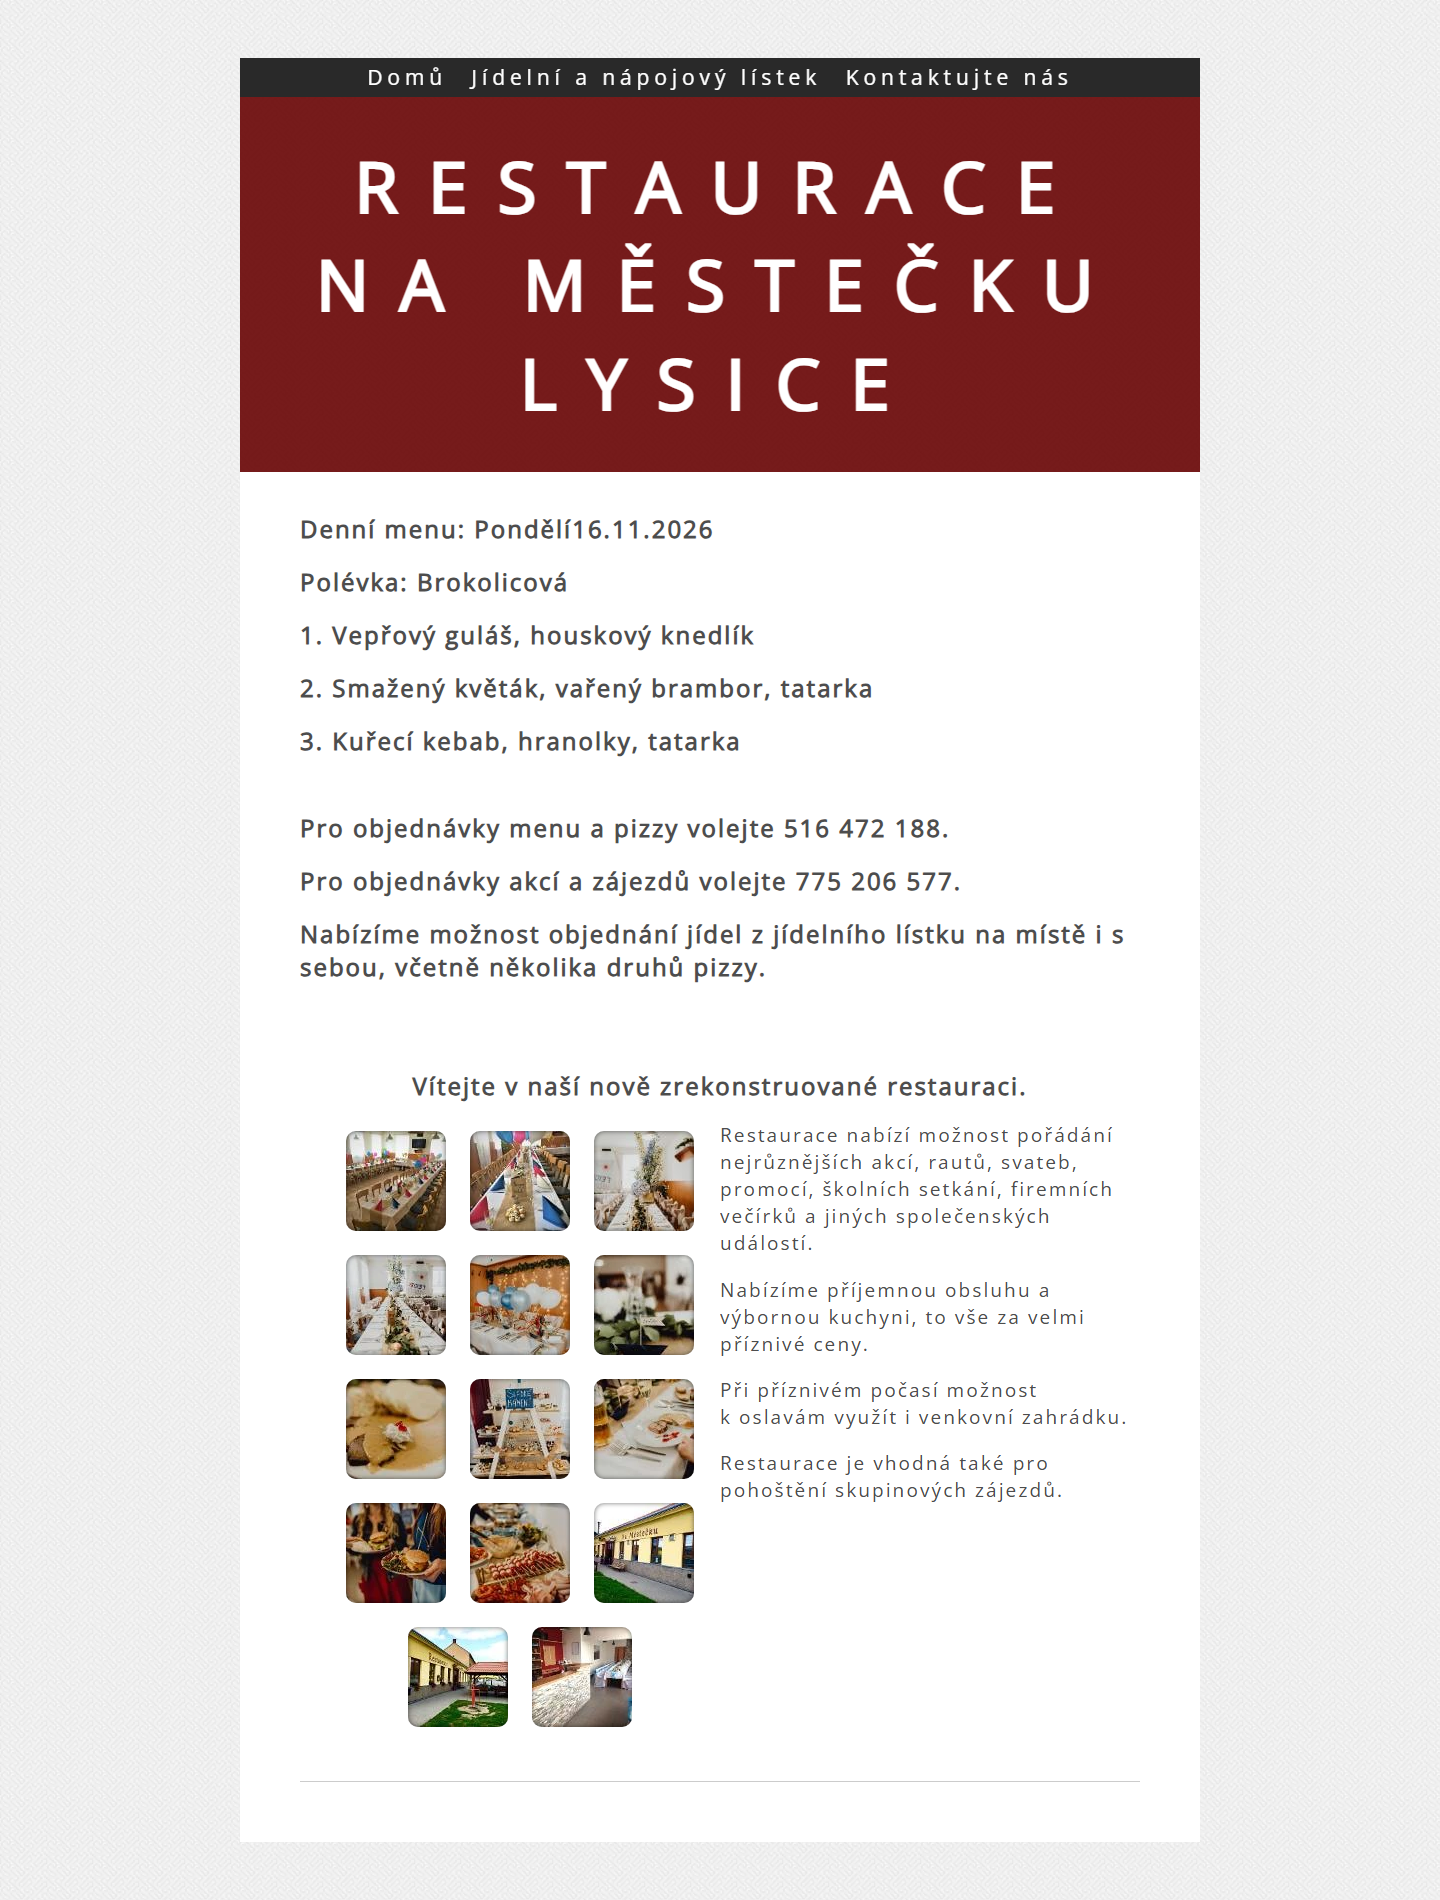 Domů Jídelní a nápojový lístek Kontaktujte nás
RESTAURACE
NA MĚSTEČKU
LYSICE
Denní menu: Pondělí16.11.2026
Polévka: Brokolicová
1. Vepřový guláš, houskový knedlík
2. Smažený květák, vařený brambor, tatarka
3. Kuřecí kebab, hranolky, tatarka
Pro objednávky menu a pizzy volejte 516 472 188.
Pro objednávky akcí a zájezdů volejte 775 206 577.
Nabízíme možnost objednání jídel z jídelního lístku na místě i s
sebou, včetně několika druhů pizzy.
Vítejte v naší nově zrekonstruované restauraci.
Restaurace nabízí možnost pořádání
nejrůznějších akcí, rautů, svateb,
promocí, školních setkání, firemních
večírků a jiných společenských
událostí.
Nabízíme příjemnou obsluhu a
výbornou kuchyni, to vše za velmi
příznivé ceny.
Při příznivém počasí možnost
k oslavám využít i venkovní zahrádku.
Restaurace je vhodná také pro
pohoštění skupinových zájezdů.